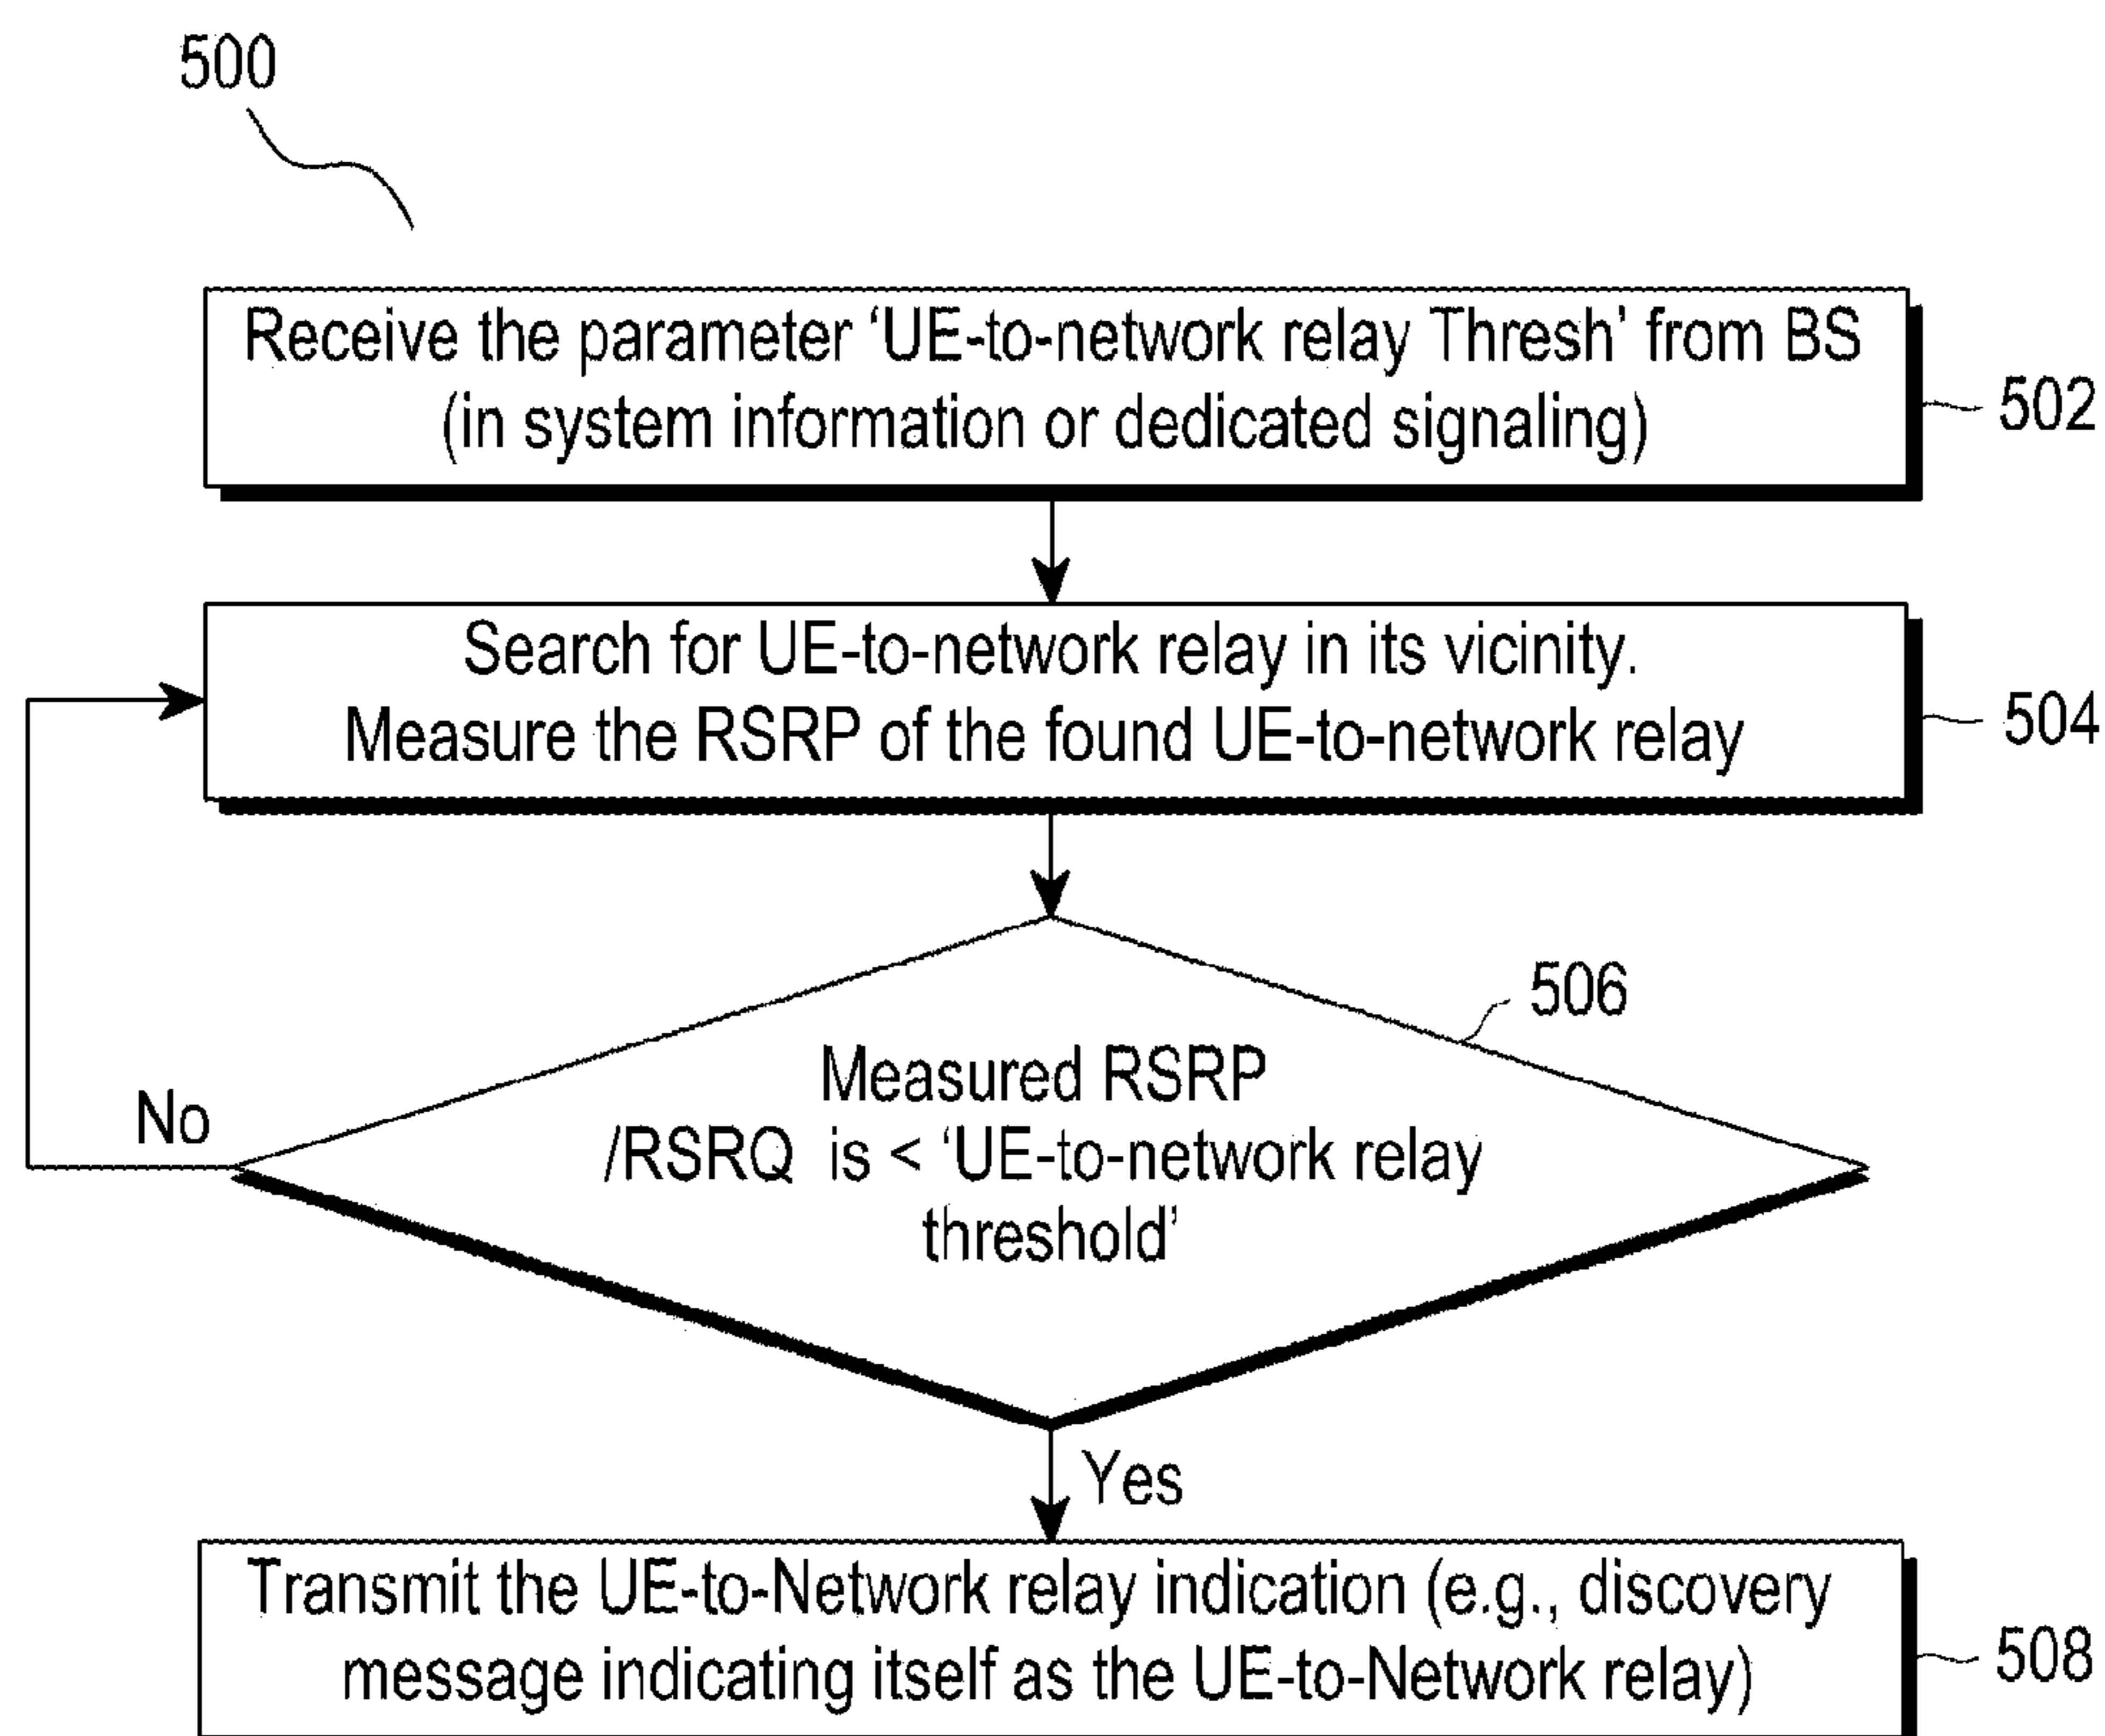 500
Receive the parameter ‘UE-to-network relay Thresh’ from BS
(in system information or dedicated signaling)
502
Search for UE-to-network relay in its vicinity.
Measure the RSRP of the found UE-to-network relay
504
506
Measured RSRP
/RSRQ is < ‘UE-to-network relay
threshold’
No
Yes
Transmit the UE-to-Network relay indication (e.g., discovery
message indicating itself as the UE-to-Network relay)
508